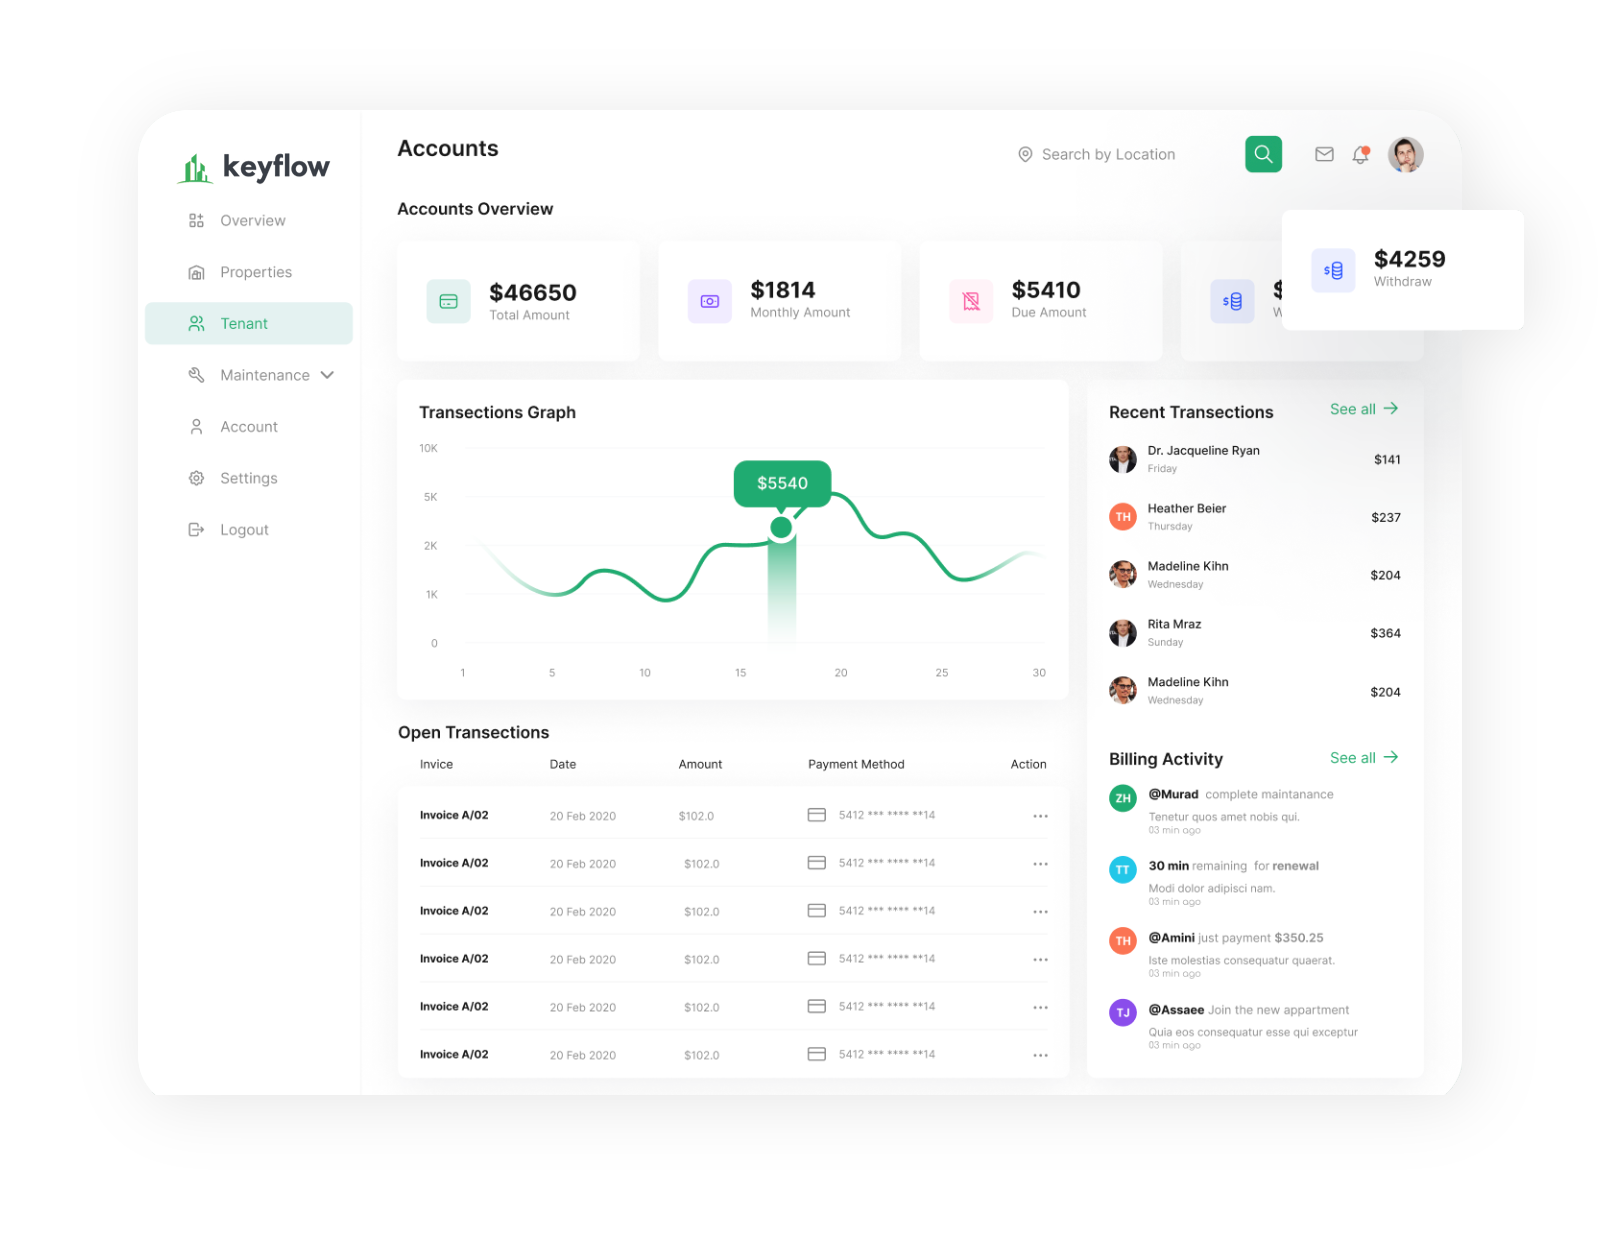 keyflow
Overview
Properties
Tenant
Maintenance
Account
Settings
Logout
Accounts
Search by Location
Accounts Overview
$46650
Total Amount
$1814
Monthly Amount
$5410
Due Amount
$4259
Withdraw
Transections Graph
10K
5K
2K
1K
0
$5540
1 5 10 15 20 25 30
Recent Transections
See all
Dr. Jacqueline Ryan
Friday
$141
TH
Heather Beier
Thursday
$237
Madeline Kihn
Wednesday
$204
Rita Mraz
Sunday
$364
Madeline Kihn
Wednesday
$204
Open Transections
Invice Date Amount Payment Method Action
Invoice A/02 20 Feb 2020 $102.0 5412 *** **** **14 ...
Invoice A/02 20 Feb 2020 $102.0 5412 *** **** **14 ...
Invoice A/02 20 Feb 2020 $102.0 5412 *** **** **14 ...
Invoice A/02 20 Feb 2020 $102.0 5412 *** **** **14 ...
Invoice A/02 20 Feb 2020 $102.0 5412 *** **** **14 ...
Invoice A/02 20 Feb 2020 $102.0 5412 *** **** **14 ...
Billing Activity
See all
ZH
@Murad complete maintanance
Tenetur quos amet nobis qui.
03 min ago
TT
30 min remaining for renewal
Modi dolor adipisci nam.
03 min ago
TH
@Amini just payment $350.25
Iste molestias consequatur quaerat.
03 min ago
TJ
@Assaee Join the new appartment
Quia eos consequatur esse qui exceptur
03 min ago